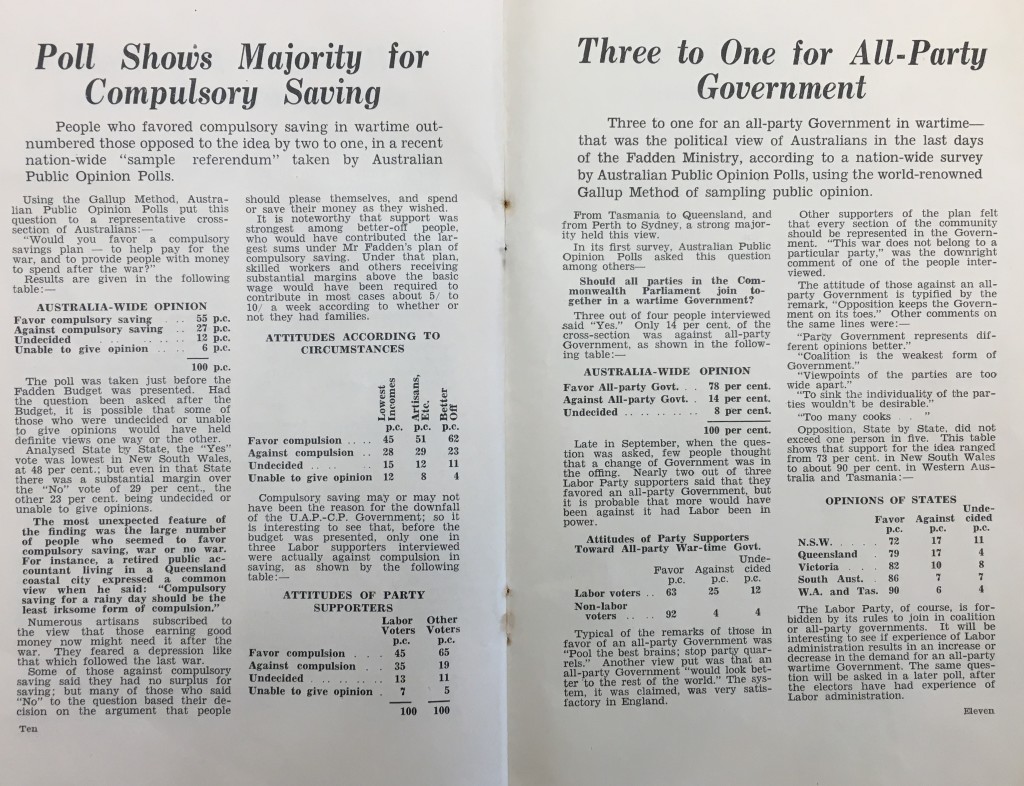 Poll Shows Majority for
Compulsory Saving
People who favored compulsory saving in wartime out-
numbered those opposed to the idea by two to one, in a recent
nation-wide "sample referendum" taken by Australian
Public Opinion Polls.
Using the Gallup Method, Austra-
lian Public Opinion Polls put this
question to a representative cross-
section of Australians:—
"Would you favor a compulsory
savings plan — to help pay for the
war, and to provide people with money
to spend after the war?"
Results are given in the following
table:—
AUSTRALIA-WIDE OPINION
Favor compulsory saving .. 55 p.c.
Against compulsory saving .. 27 p.c.
Undecided .. .. .. .. .. 12 p.c.
Unable to give opinion .. .. 6 p.c.
100 p.c.
The poll was taken just before the
Fadden Budget was presented. Had
the question been asked after the
Budget, it is possible that some of
those who were undecided or unable
to give opinions would have held
definite views one way or the other.
Analysed State by State, the "Yes"
vote was lowest in New South Wales
at 48 per cent.; but even in that State
there was a substantial margin over
the "No" vote of 29 per cent., the
other 23 per cent. being undecided or
unable to give opinions.
The most unexpected feature of
the finding was the large number
of people who seemed to favor
compulsory saving, war or no war.
For instance, a retired public ac-
countant living in a Queensland
coastal city expressed a common
view when he said: "Compulsory
saving for a rainy day should be the
least irksome form of compulsion."
Numerous artisans subscribed to
the view that those earning good
money now might need it after the
war. They feared a depression like
that which followed the last war.
Some of those against compulsory
saving said they had no surplus for
saving; but many of those who said
"No" to the question based their de-
cision on the argument that people
Ten
should please themselves, and spend
or save their money as they wished.
It is noteworthy that support was
strongest among better-off people,
who would have contributed the lar-
gest sums under Mr Fadden's plan of
compulsory saving. Under that plan,
skilled workers and others receiving
substantial margins above the basic
wage would have been required to
contribute in most cases about 5/ to
10/ a week according to whether or
not they had families.
ATTITUDES ACCORDING TO
CIRCUMSTANCES
Lowest Incomes Artisans, Etc. Better Off
p.c. p.c. p.c.
Favor compulsion .. .. 45 51 62
Against compulsion .. 28 29 23
Undecided .. .. 15 12 11
Unable to give opinion 12 8 4
Compulsory saving may or may not
have been the reason for the downfall
of the U.A.P.-C.P. Government; so it
is interesting to see that, before the
budget was presented, only one in
three Labor supporters interviewed
were actually against compulsion in
saving, as shown by the following
table:—
ATTITUDES OF PARTY
SUPPORTERS
Labor Other
Voters Voters
p.c. p.c.
Favor compulsion . . 45 65
Against compulsion . . 35 19
Undecided .. .. .. .. 13 11
Unable to give opinion . 7 5
100 100
Three to One for All-Party
Government
Three to one for an all-party Government in wartime—
that was the political view of Australians in the last days
of the Fadden Ministry, according to a nation-wide survey
by Australian Public Opinion Polls, using the world-renowned
Gallup Method of sampling public opinion.
From Tasmania to Queensland, and
from Perth to Sydney, a strong major-
ity held this view.
In its first survey, Australian Public
Opinion Polls asked this question
among others—
Should all parties in the Com-
monwealth Parliament join to-
gether in a wartime Government?
Three out of four people interviewed
said "Yes." Only 14 per cent. of the
cross-section was against all-party
Government, as shown in the follow-
ing table:—
AUSTRALIA-WIDE OPINION
Favor All-party Govt. . . 78 per cent.
Against All-party Govt. . 14 per cent.
Undecided .. .. .. .. 8 per cent.
100 per cent.
Late in September, when the ques-
tion was asked, few people thought
that a change of Government was in
the offing. Nearly two out of three
Labor Party supporters said that they
favored an all-party Government, but
it is probable that more would have
been against it had Labor been in
power.
Attitudes of Party Supporters
Toward All-party War-time Govt.
Unde-
Favor Against cided
p.c. p.c. p.c.
Labor voters .. 63 25 12
Non-labor
voters .. .. 92 4 4
Typical of the remarks of those in
favor of an all-party Government was
"Pool the best brains; stop party quar-
rels." Another view put was that an
all-party Government "would look bet-
ter to the rest of the world." The sys-
tem, it was claimed, was very satis-
factory in England.
Other supporters of the plan felt
that every section of the community
should be represented in the Govern-
ment. "This war does not belong to a
particular party," was the downright
comment of one of the people inter-
viewed.
The attitude of those against an all-
party Government is typified by the
remark, "Opposition keeps the Govern-
ment on its toes." Other comments on
the same lines were:—
"Party Government represents dif-
ferent opinions better."
"Coalition is the weakest form of
Government."
"Viewpoints of the parties are too
wide apart."
"To sink the individuality of the par-
ties wouldn't be desirable."
"Too many cooks . . . "
Opposition, State by State, did not
exceed one person in five. This table
shows that support for the idea ranged
from 73 per cent. in New South Wales
to about 90 per cent. in Western Aus-
tralia and Tasmania:—
OPINIONS OF STATES
Unde-
Favor Against cided
p.c. p.c. p.c.
N.S.W. . . . . . 72 17 11
Queensland . . 79 17 4
Victoria . . . 82 10 8
South Aust. . 86 7 7
W.A. and Tas. 90 6 4
The Labor Party, of course, is for-
bidden by its rules to join in coalition
or all-party governments. It will be
interesting to see if experience of Labor
administration results in an increase or
decrease in the demand for an all-party
wartime Government. The same ques-
tion will be asked in a later poll, after
the electors have had experience of
Labor administration.
Eleven